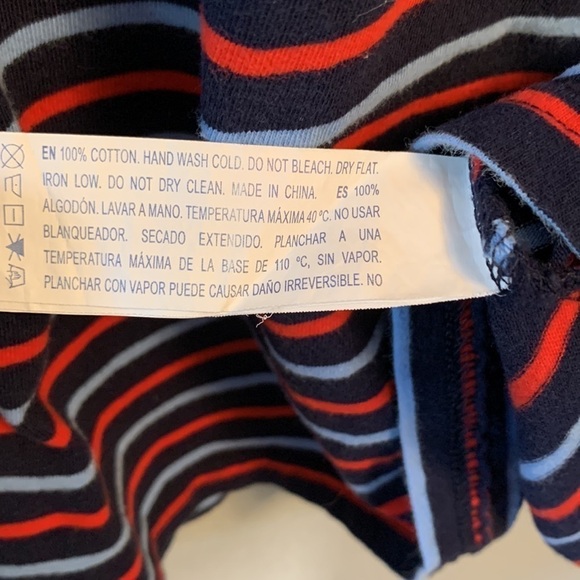 EN 100% COTTON. HAND WASH COLD. DO NOT BLEACH. DRY FLAT.
IRON LOW. DO NOT DRY CLEAN. MADE IN CHINA. ES 100%
ALGODÓN. LAVAR A MANO. TEMPERATURA MÁXIMA 40 ºC. NO USAR
BLANQUEADOR. SECADO EXTENDIDO. PLANCHAR A UNA
TEMPERATURA MÁXIMA DE LA BASE DE 110 ºC, SIN VAPOR.
PLANCHAR CON VAPOR PUEDE CAUSAR DAÑO IRREVERSIBLE. NO